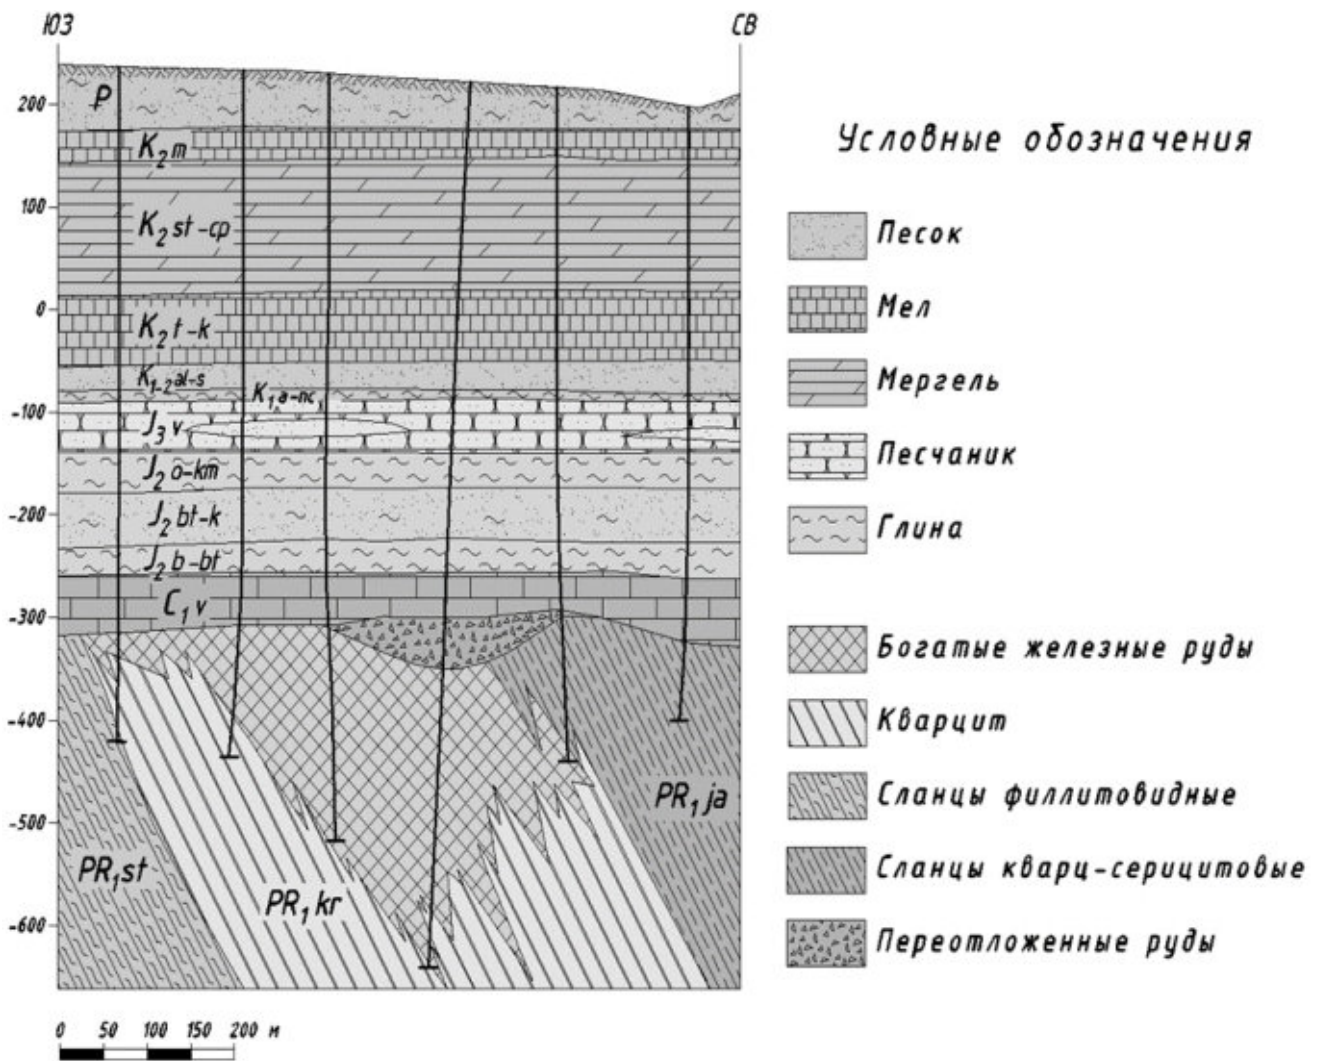 ЮЗ
СВ
200
100
0
-100
-200
-300
-400
-500
-600
P
K₂m
K₂st-cp
K₂t-k
K₁₋₂al-s
K₁a-nc
J₃v
J₂o-km
J₂bt-k
J₂b-bt
C₁v
PR₁ja
PR₁st
PR₁kr
0 50 100 150 200 м
Условные обозначения
Песок
Мел
Мергель
Песчаник
Глина
Богатые железные руды
Кварцит
Сланцы филлитовидные
Сланцы кварц-серицитовые
Переотложенные руды